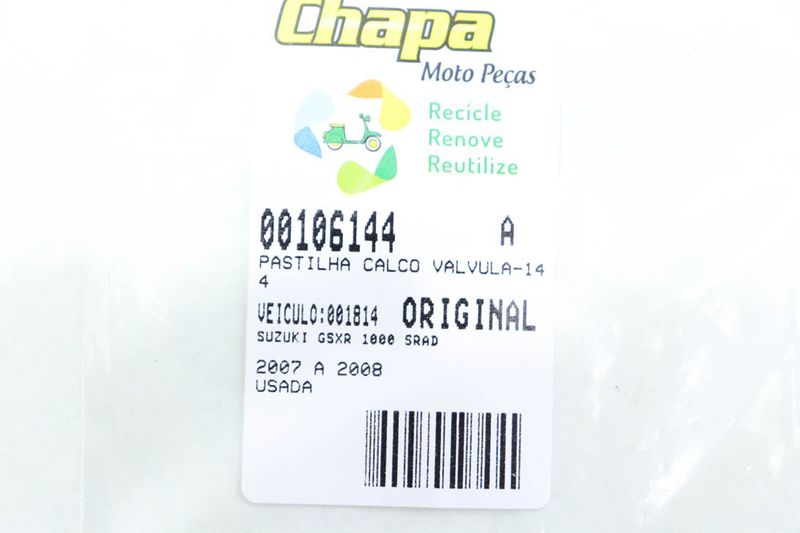 Chapa
Moto Peças
Recicle
Renove
Reutilize
00106144 A
PASTILHA CALCO VALVULA-14
4
VEICULO:001814 ORIGINAL
SUZUKI GSXR 1000 SRAD
2007 A 2008
USADA